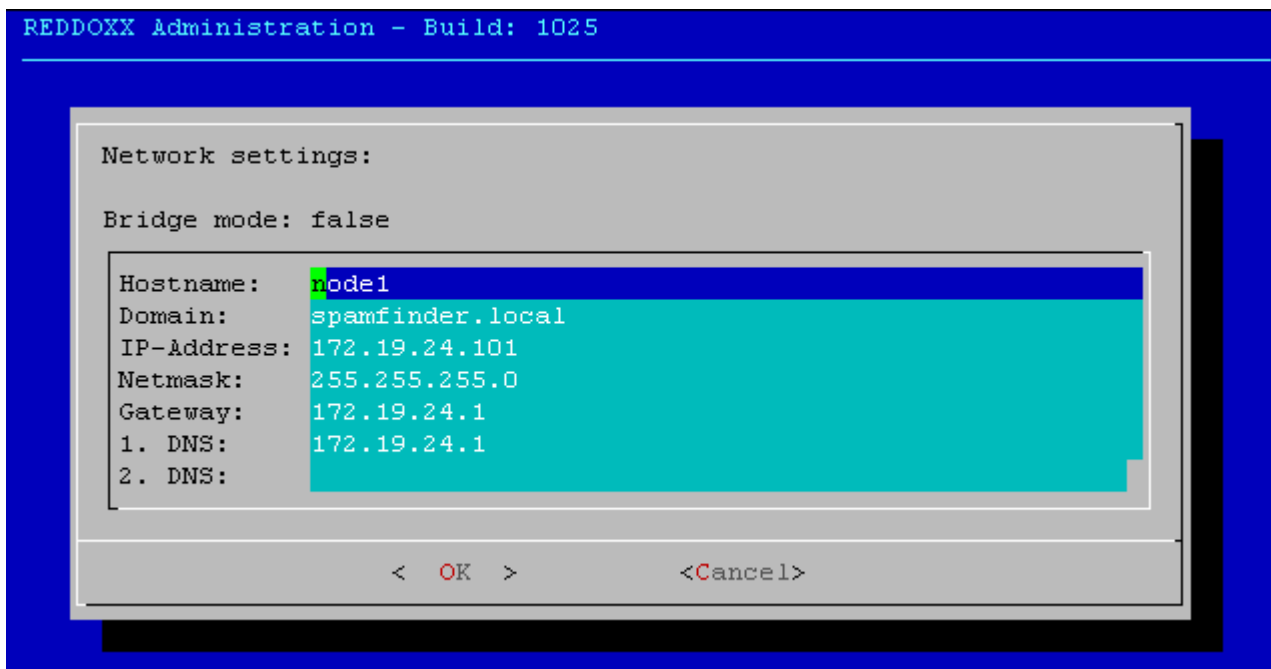 REDDOXX Administration - Build: 1025
Network settings:
Bridge mode: false
Hostname: node1
Domain: spamfinder.local
IP-Address: 172.19.24.101
Netmask: 255.255.255.0
Gateway: 172.19.24.1
1. DNS: 172.19.24.1
2. DNS:
< OK > <Cancel>